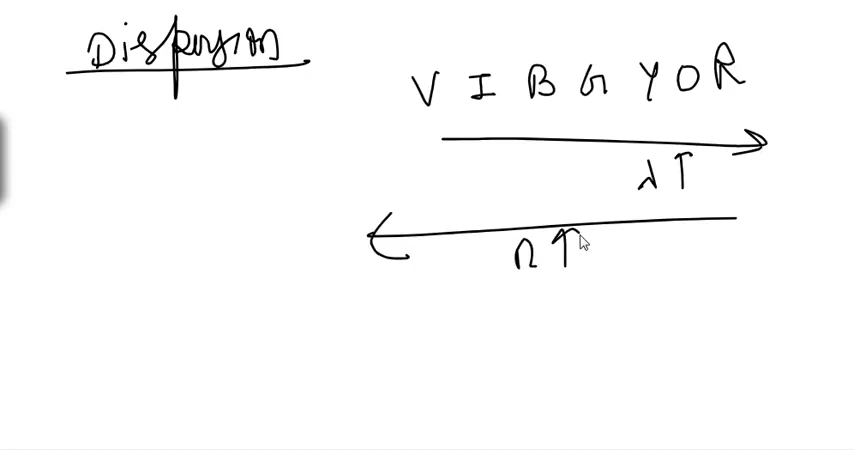 Dispersion
V I B G Y O R
λ ↑
n ↑